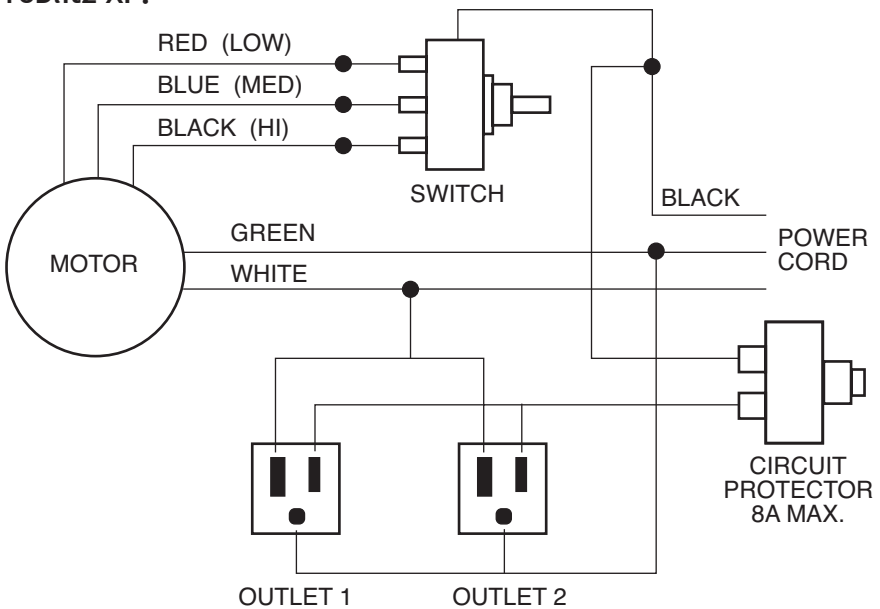 RED (LOW)
BLUE (MED)
BLACK (HI)
SWITCH
BLACK
GREEN
MOTOR
WHITE
POWER
CORD
CIRCUIT
PROTECTOR
8A MAX.
OUTLET 1
OUTLET 2